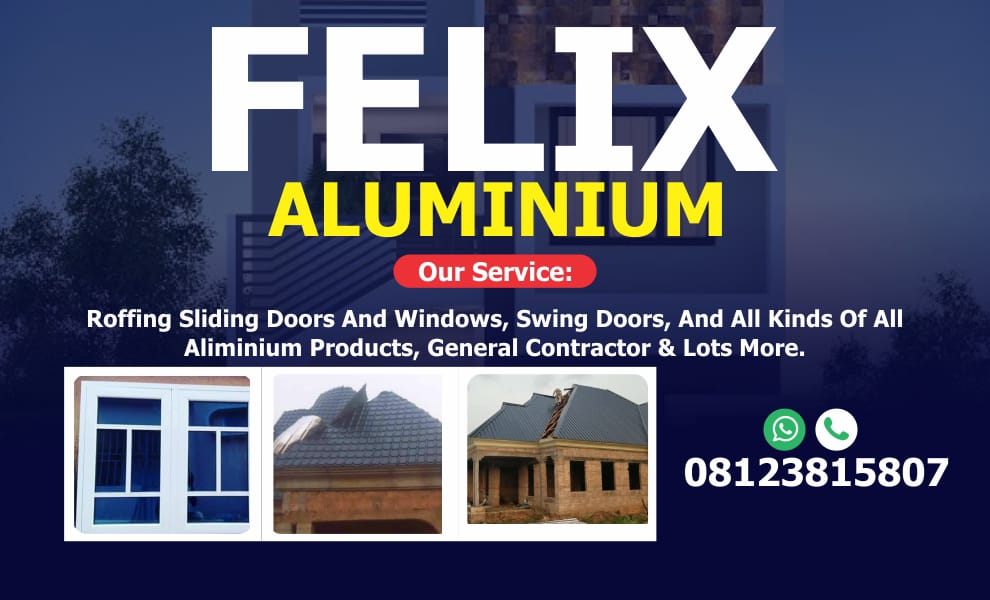 FELIX
ALUMINIUM
Our Service:
Roffing Sliding Doors And Windows, Swing Doors, And All Kinds Of All
Aliminium Products, General Contractor & Lots More.
08123815807